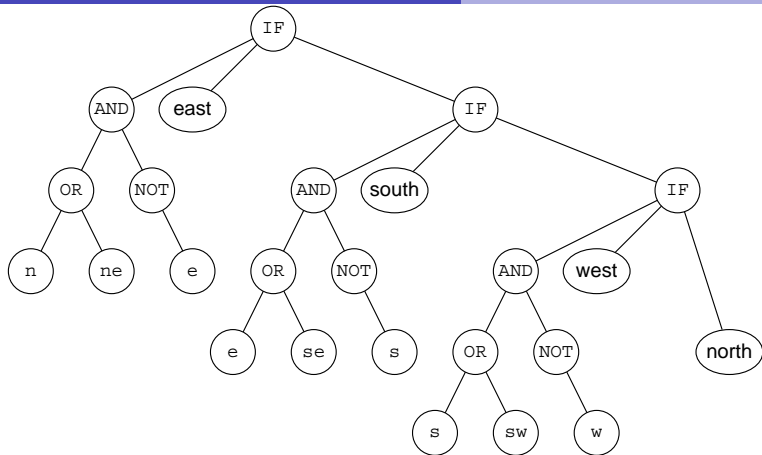 IF
AND east IF
OR NOT AND south IF
n ne e OR NOT AND west
e se s OR NOT north
s sw w